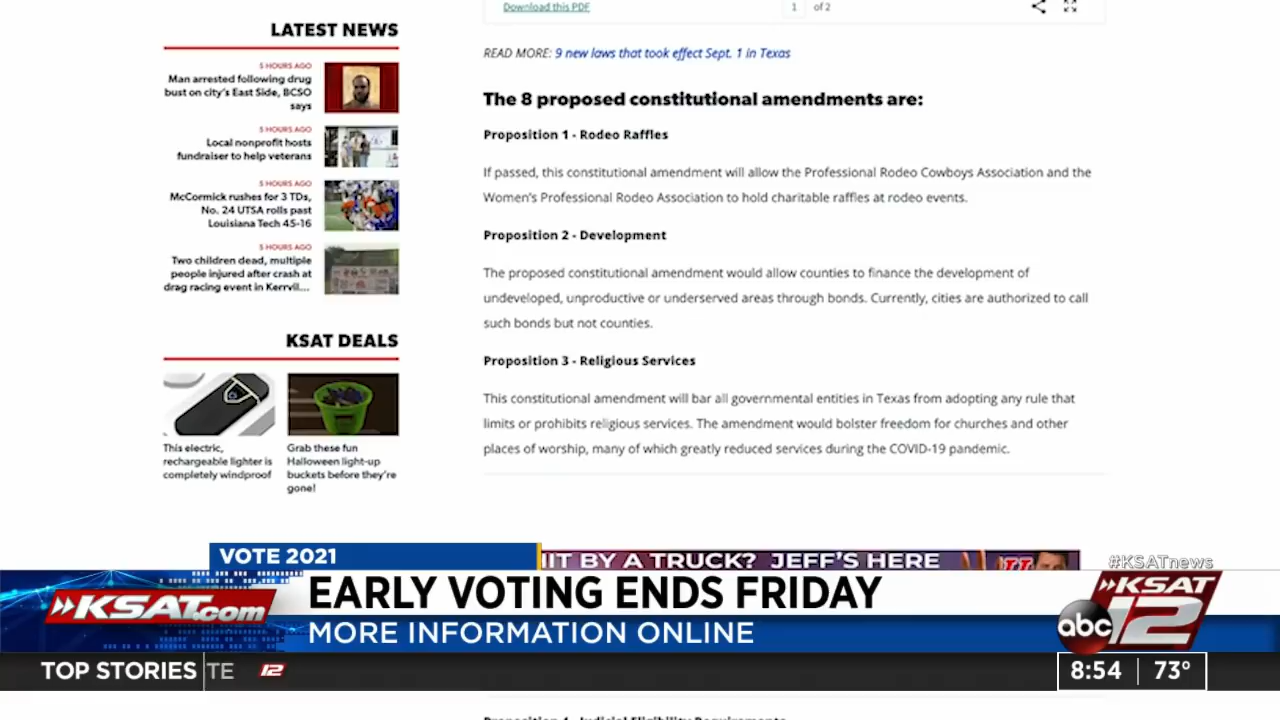 LATEST NEWS
5 HOURS AGO
Man arrested following drug
bust on city's East Side, BCSO
says
5 HOURS AGO
Local nonprofit hosts
fundraiser to help veterans
5 HOURS AGO
McCormick rushes for 3 TDs,
No. 24 UTSA rolls past
Louisiana Tech 45-16
5 HOURS AGO
Two children dead, multiple
people injured after crash at
drag racing event in Kerrvil...
KSAT DEALS
This electric,
rechargeable lighter is
completely windproof
Grab these fun
Halloween light-up
buckets before they're
gone!
Download this PDF
1 of 2
READ MORE: 9 new laws that took effect Sept. 1 in Texas
The 8 proposed constitutional amendments are:
Proposition 1 - Rodeo Raffles
If passed, this constitutional amendment will allow the Professional Rodeo Cowboys Association and the
Women's Professional Rodeo Association to hold charitable raffles at rodeo events.
Proposition 2 - Development
The proposed constitutional amendment would allow counties to finance the development of
undeveloped, unproductive or underserved areas through bonds. Currently, cities are authorized to call
such bonds but not counties.
Proposition 3 - Religious Services
This constitutional amendment will bar all governmental entities in Texas from adopting any rule that
limits or prohibits religious services. The amendment would bolster freedom for churches and other
places of worship, many of which greatly reduced services during the COVID-19 pandemic.
VOTE 2021
IT BY A TRUCK? JEFF'S HERE
#KSATnews
KSAT.com
EARLY VOTING ENDS FRIDAY
MORE INFORMATION ONLINE
KSAT
abc 12
TOP STORIES TE 12
8:54 73°
Proposition 4 - Judicial Eligibility Requirements